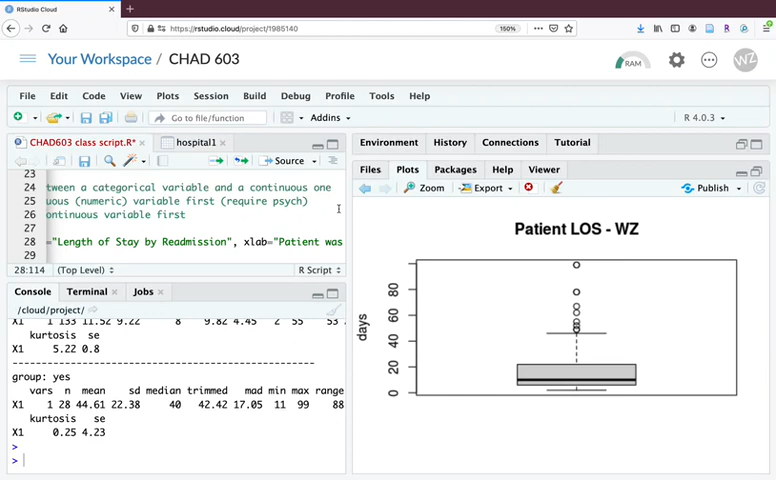 RStudio Cloud
https://rstudio.cloud/project/1985140
150%
Your Workspace / CHAD 603
RAM
WZ
File Edit Code View Plots Session Build Debug Profile Tools Help
Go to file/function
Addins
R 4.0.3
CHAD603 class script.R*
hospital1
Source
23
24 tween a categorical variable and a continuous one
25 uous (numeric) variable first (require psych)
26 ontinuous variable first
27
28 ="Length of Stay by Readmission", xlab="Patient was
29
28:114 (Top Level) R Script
Console Terminal Jobs
/cloud/project/
X1 1 133 11.52 9.22 8 9.82 4.45 2 55 53
kurtosis se
X1 5.22 0.8
------------------------------------------------------
group: yes
vars n mean sd median trimmed mad min max range
X1 1 28 44.61 22.38 40 42.42 17.05 11 99 88
kurtosis se
X1 0.25 4.23
>
>
Environment History Connections Tutorial
Files Plots Packages Help Viewer
Zoom Export Publish
Patient LOS - WZ
days
0 20 40 60 80